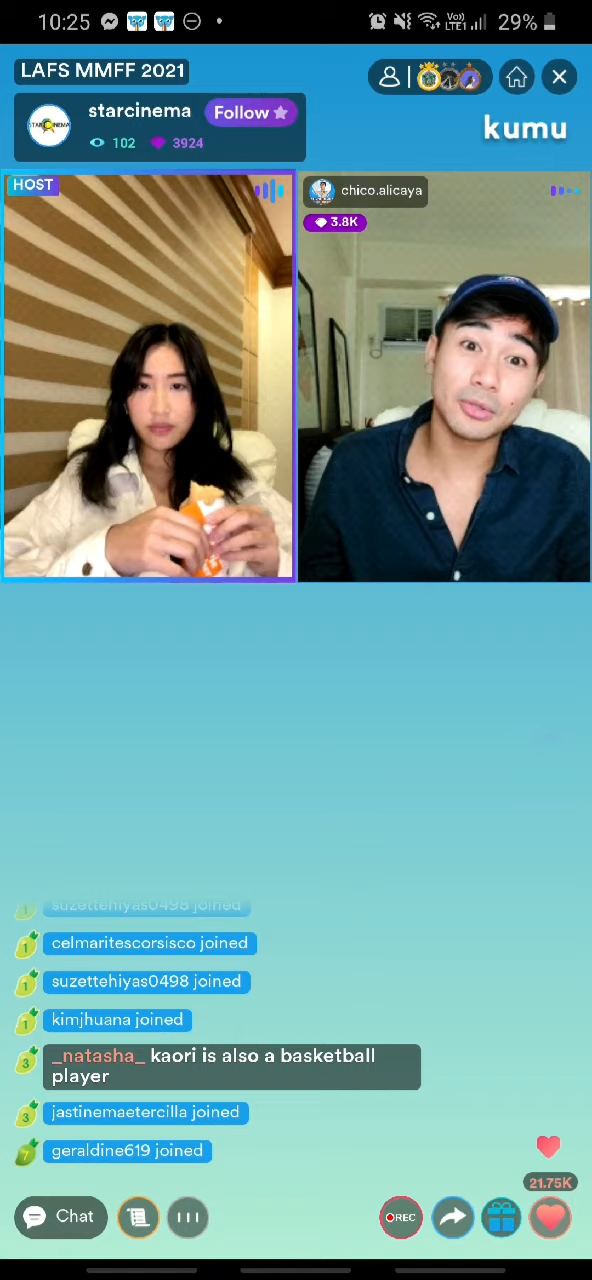 10:25
Vo)) LTE1 29%
LAFS MMFF 2021
starcinema Follow
102 3924
kumu
HOST
chico.alicaya
3.8K
suzettehiyas0498 joined
celmaritescorsisco joined
suzettehiyas0498 joined
kimjhuana joined
_natasha_ kaori is also a basketball
player
jastinemaetercilla joined
geraldine619 joined
21.75K
Chat
REC